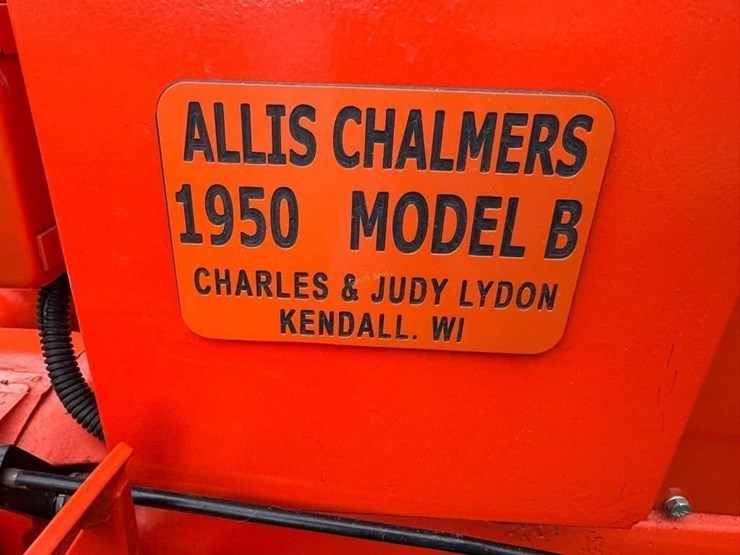 ALLIS CHALMERS
1950 MODEL B
CHARLES & JUDY LYDON
KENDALL. WI